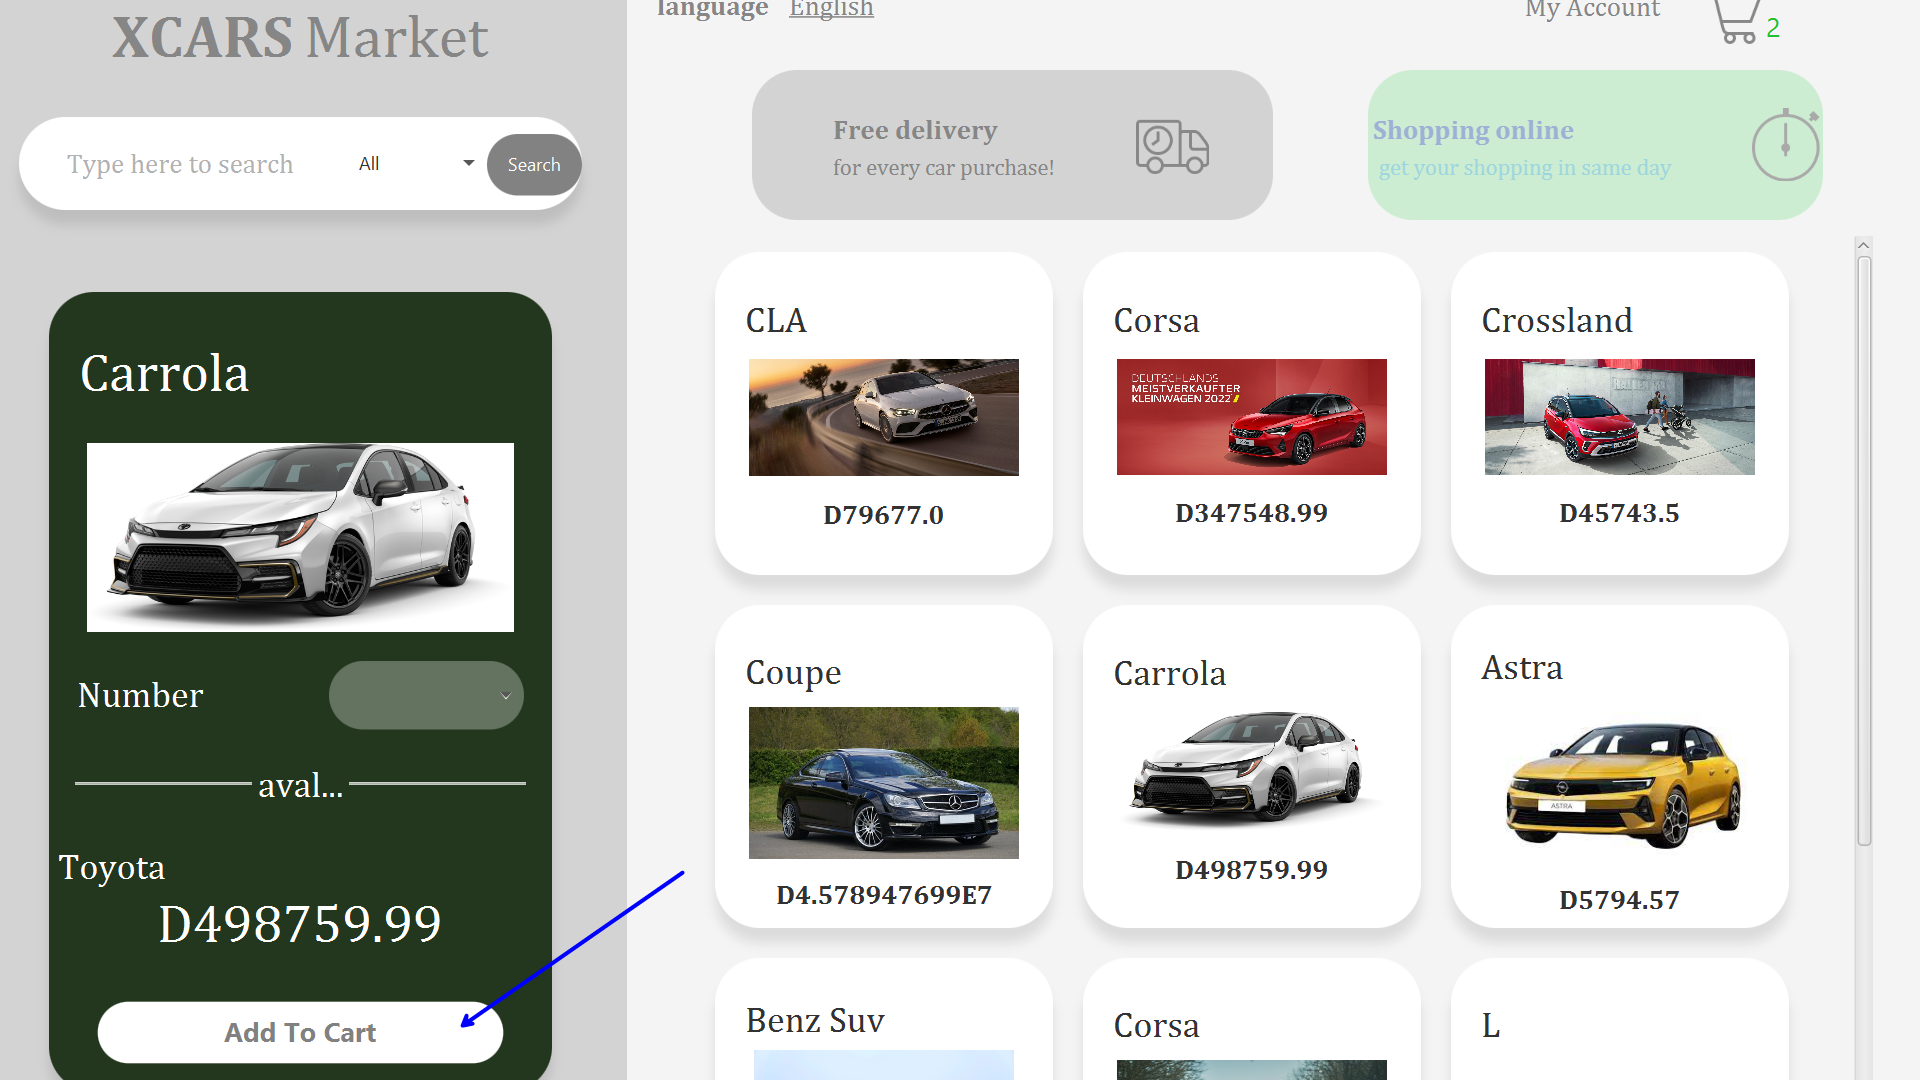 XCARS Market
Type here to search
All
Search
Carrola
Number
aval...
Toyota
D498759.99
Add To Cart
language English
My Account
2
Free delivery
for every car purchase!
Shopping online
get your shopping in same day
CLA
D79677.0
Corsa
DEUTSCHLANDS
MEISTVERKAUFTER
KLEINWAGEN 2022
D347548.99
Crossland
D45743.5
Coupe
D4.578947699E7
Carrola
D498759.99
Astra
ASTRA
D5794.57
Benz Suv
Corsa
L